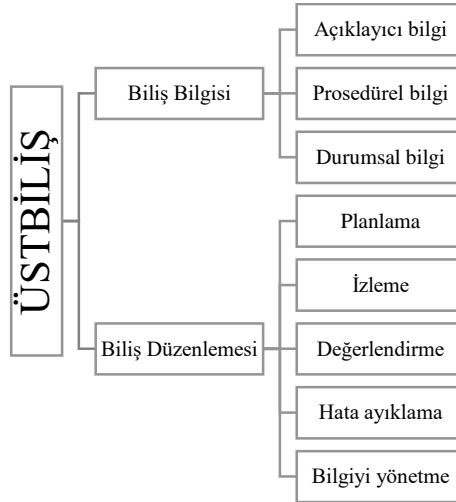 ÜSTBİLİŞ
Biliş Bilgisi
Açıklayıcı bilgi
Prosedürel bilgi
Durumsal bilgi
Biliş Düzenlemesi
Planlama
İzleme
Değerlendirme
Hata ayıklama
Bilgiyi yönetme